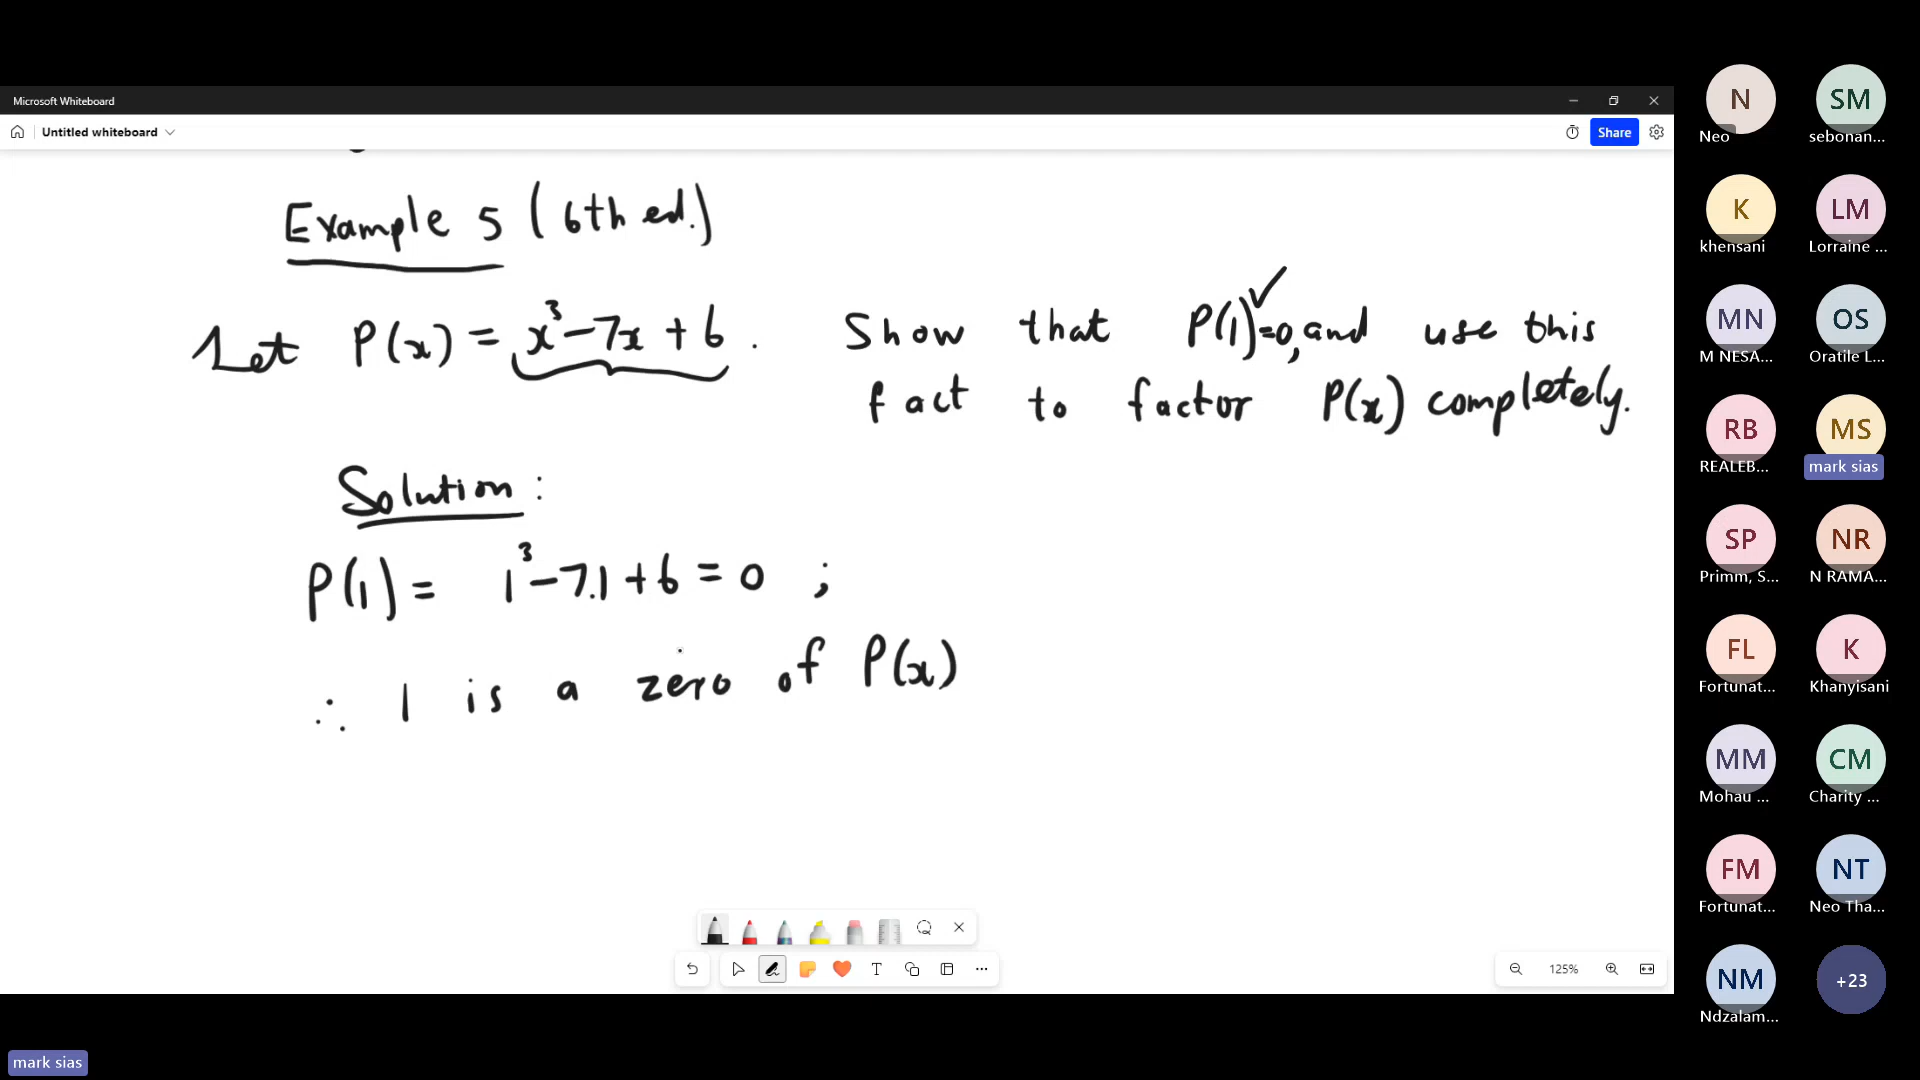 Microsoft Whiteboard
Untitled whiteboard
Share
Example 5 (6th ed.)
Let P(x) = x³ - 7x + 6 . Show that P(1)=0, and use this
fact to factor P(x) completely.
Solution :
P(1) = 1³ - 7.1 + 6 = 0 ;
∴ 1 is a zero of P(x)
125%
N
Neo
SM
sebonan...
K
khensani
LM
Lorraine ...
MN
M NESA...
OS
Oratile L...
RB
REALEB...
MS
mark sias
SP
Primm, S...
NR
N RAMA...
FL
Fortunat...
K
Khanyisani
MM
Mohau ...
CM
Charity ...
FM
Fortunat...
NT
Neo Tha...
NM
Ndzalam...
+23
mark sias